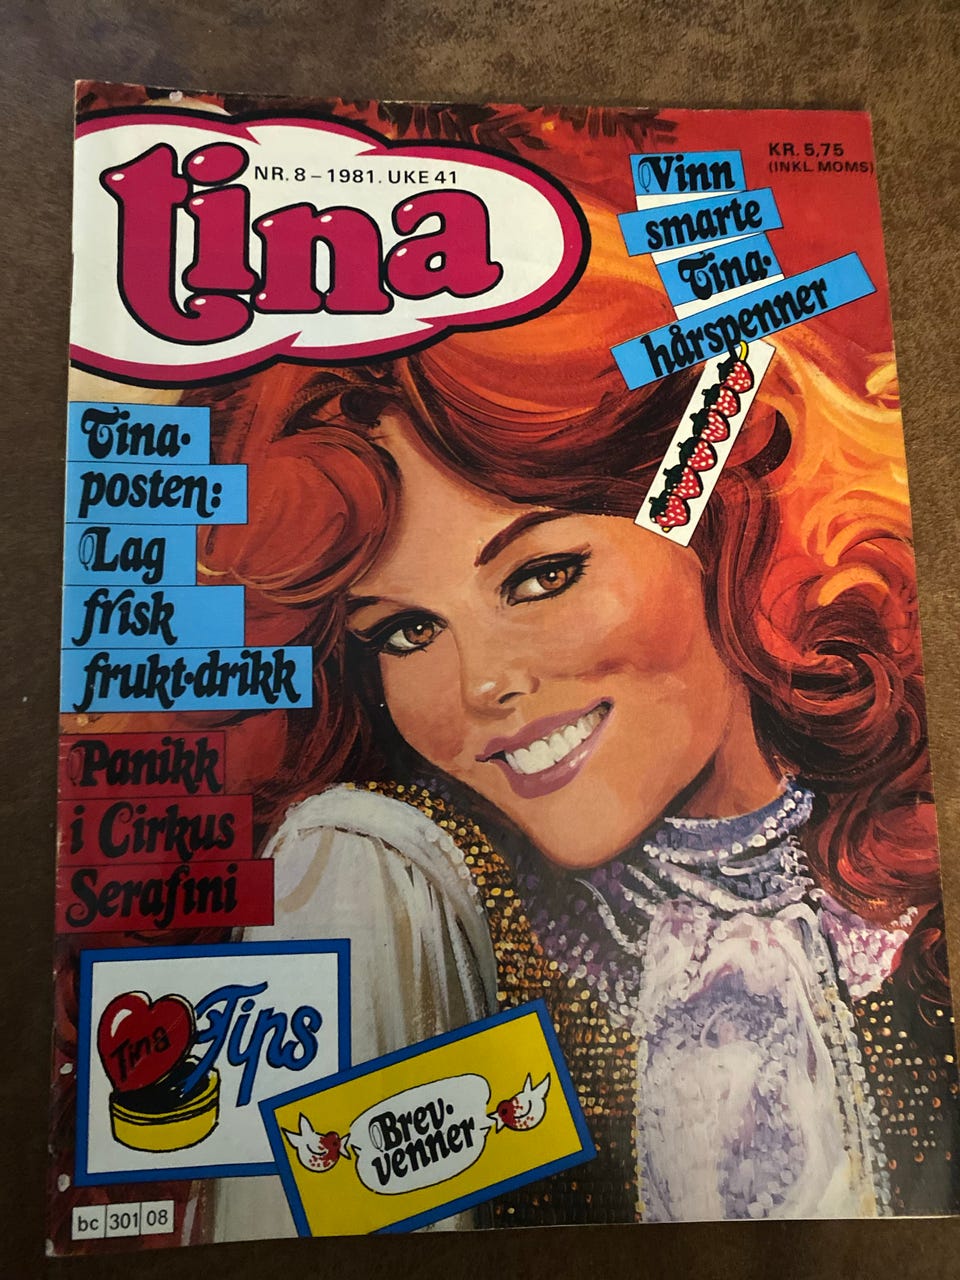 tina
NR. 8 – 1981. UKE 41
KR. 5,75
(INKL. MOMS)
Vinn
smarte
Tina-
hårspenner
Tina-
posten:
Lag
frisk
frukt-drikk
Panikk
i Cirkus
Serafini
Tina
Tips
Brev-
venner
bc 301 08